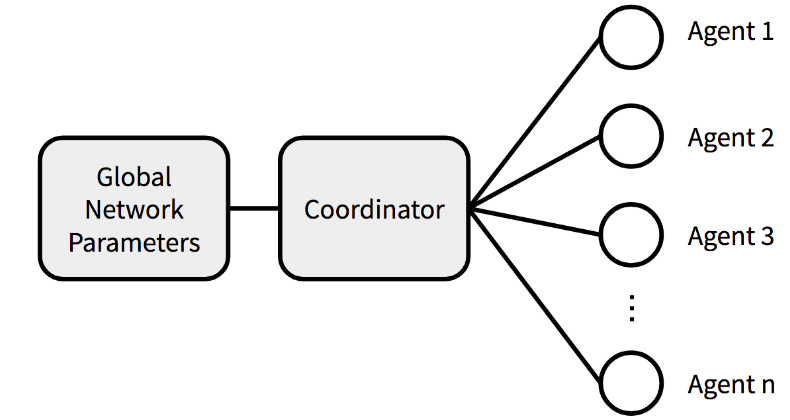 Global
Network
Parameters
Coordinator
Agent 1
Agent 2
Agent 3
⋮
Agent n